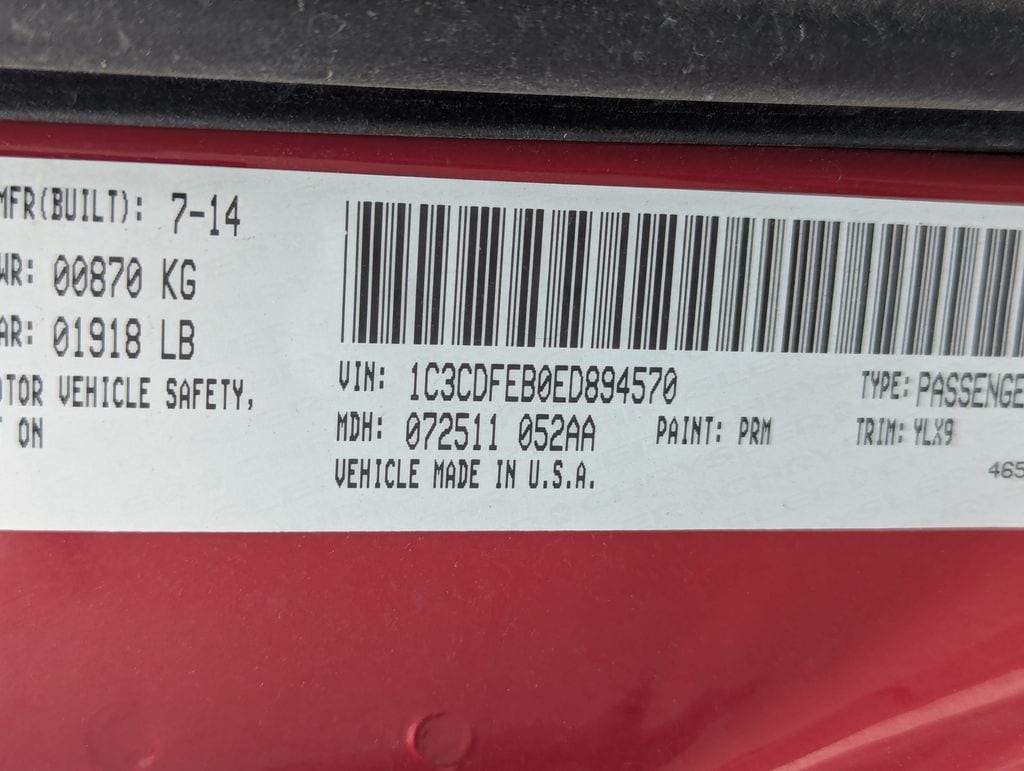 MFR(BUILT): 7-14
WR: 00870 KG
AR: 01918 LB
OTOR VEHICLE SAFETY,
ON
VIN: 1C3CDFEB0ED894570 TYPE: PASSENGE
MDH: 072511 052AA PAINT: PRM TRIM: YLX9
VEHICLE MADE IN U.S.A.
465